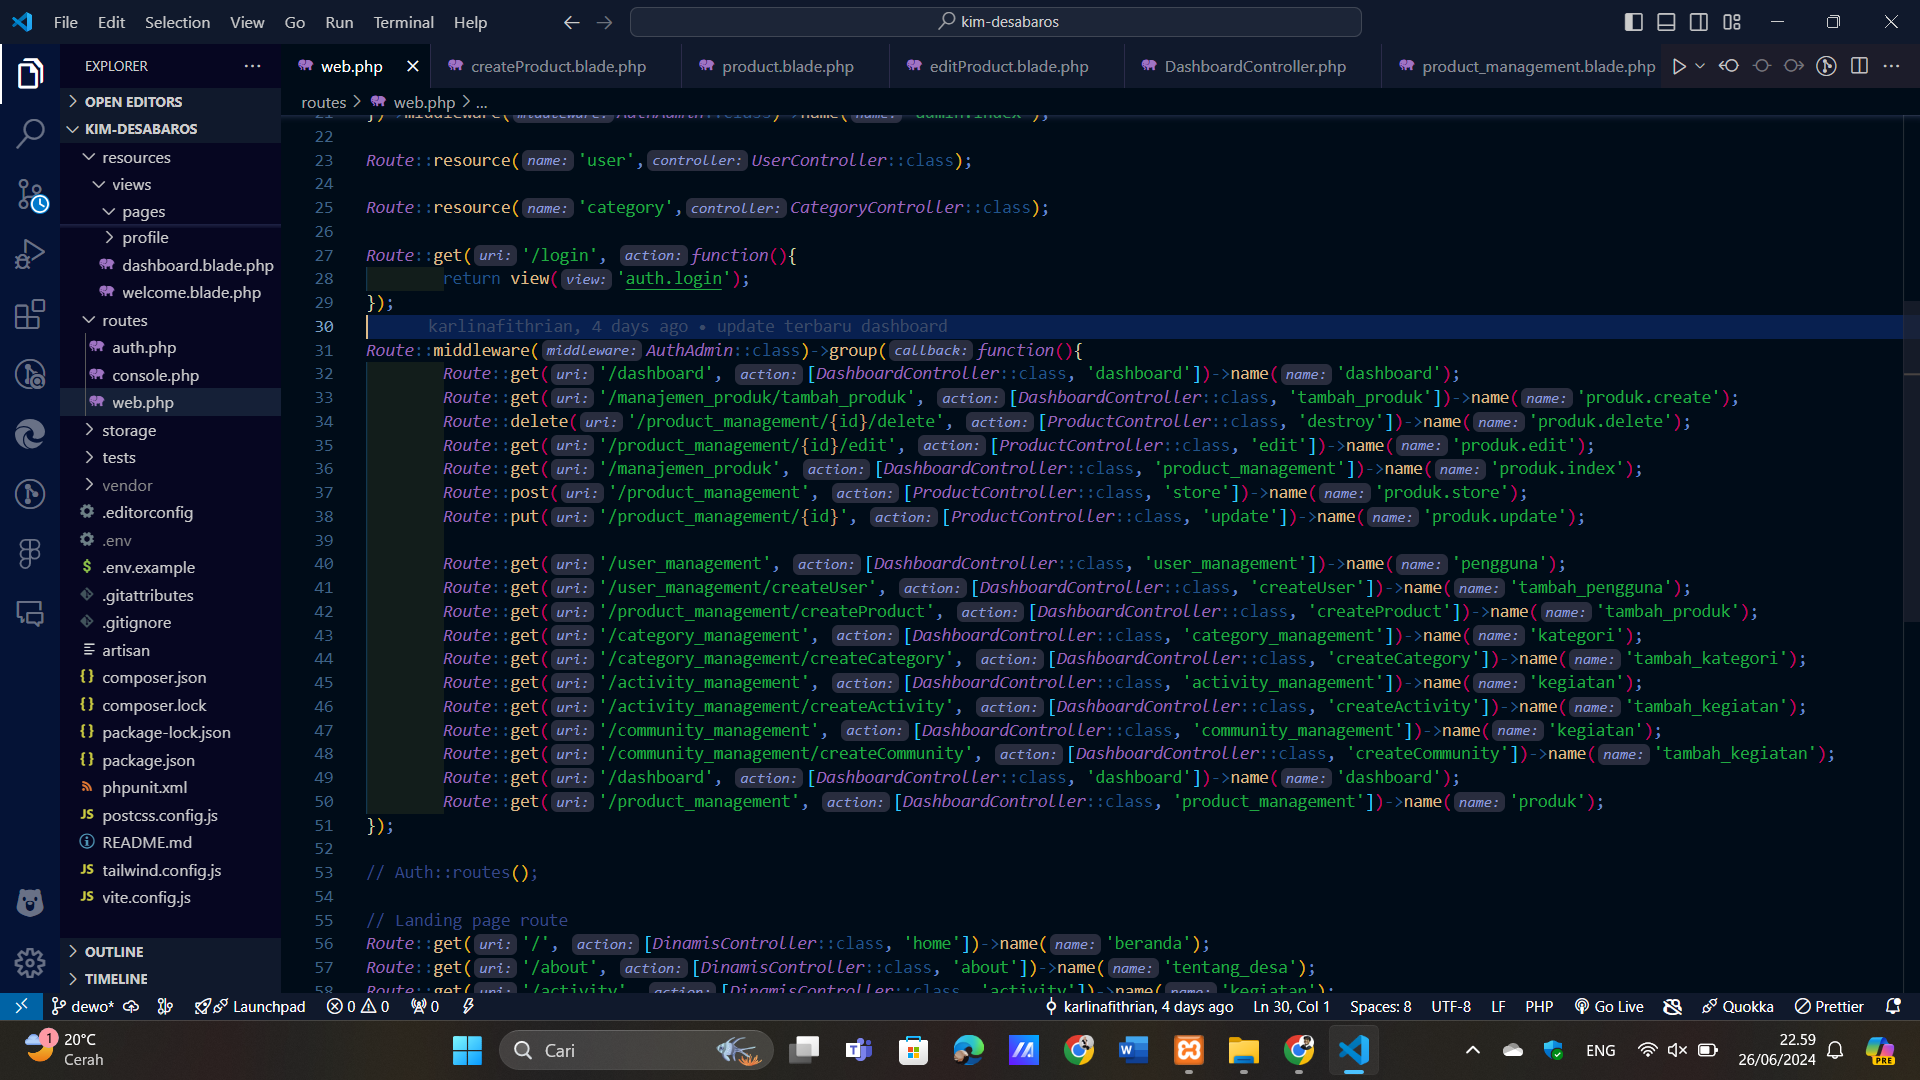 File Edit Selection View Go Run Terminal Help
kim-desabaros
EXPLORER
web.php
createProduct.blade.php
product.blade.php
editProduct.blade.php
DashboardController.php
product_management.blade.php
OPEN EDITORS
KIM-DESABAROS
resources
views
pages
profile
dashboard.blade.php
welcome.blade.php
routes
auth.php
console.php
web.php
storage
tests
vendor
.editorconfig
.env
.env.example
.gitattributes
.gitignore
artisan
composer.json
composer.lock
package-lock.json
package.json
phpunit.xml
postcss.config.js
README.md
tailwind.config.js
vite.config.js
OUTLINE
TIMELINE
routes > web.php > ...
22
23 Route::resource(name: 'user',controller: UserController::class);
24
25 Route::resource(name: 'category',controller: CategoryController::class);
26
27 Route::get(uri: '/login', action: function(){
28 return view(view: 'auth.login');
29 });
30 karlinafithrian, 4 days ago • update terbaru dashboard
31 Route::middleware(middleware: AuthAdmin::class)->group(callback: function(){
32 Route::get(uri: '/dashboard', action: [DashboardController::class, 'dashboard'])->name(name: 'dashboard');
33 Route::get(uri: '/manajemen_produk/tambah_produk', action: [DashboardController::class, 'tambah_produk'])->name(name: 'produk.create');
34 Route::delete(uri: '/product_management/{id}/delete', action: [ProductController::class, 'destroy'])->name(name: 'produk.delete');
35 Route::get(uri: '/product_management/{id}/edit', action: [ProductController::class, 'edit'])->name(name: 'produk.edit');
36 Route::get(uri: '/manajemen_produk', action: [DashboardController::class, 'product_management'])->name(name: 'produk.index');
37 Route::post(uri: '/product_management', action: [ProductController::class, 'store'])->name(name: 'produk.store');
38 Route::put(uri: '/product_management/{id}', action: [ProductController::class, 'update'])->name(name: 'produk.update');
39
40 Route::get(uri: '/user_management', action: [DashboardController::class, 'user_management'])->name(name: 'pengguna');
41 Route::get(uri: '/user_management/createUser', action: [DashboardController::class, 'createUser'])->name(name: 'tambah_pengguna');
42 Route::get(uri: '/product_management/createProduct', action: [DashboardController::class, 'createProduct'])->name(name: 'tambah_produk');
43 Route::get(uri: '/category_management', action: [DashboardController::class, 'category_management'])->name(name: 'kategori');
44 Route::get(uri: '/category_management/createCategory', action: [DashboardController::class, 'createCategory'])->name(name: 'tambah_kategori');
45 Route::get(uri: '/activity_management', action: [DashboardController::class, 'activity_management'])->name(name: 'kegiatan');
46 Route::get(uri: '/activity_management/createActivity', action: [DashboardController::class, 'createActivity'])->name(name: 'tambah_kegiatan');
47 Route::get(uri: '/community_management', action: [DashboardController::class, 'community_management'])->name(name: 'kegiatan');
48 Route::get(uri: '/community_management/createCommunity', action: [DashboardController::class, 'createCommunity'])->name(name: 'tambah_kegiatan');
49 Route::get(uri: '/dashboard', action: [DashboardController::class, 'dashboard'])->name(name: 'dashboard');
50 Route::get(uri: '/product_management', action: [DashboardController::class, 'product_management'])->name(name: 'produk');
51 });
52
53 // Auth::routes();
54
55 // Landing page route
56 Route::get(uri: '/', action: [DinamisController::class, 'home'])->name(name: 'beranda');
57 Route::get(uri: '/about', action: [DinamisController::class, 'about'])->name(name: 'tentang_desa');
58 Route::get(uri: '/activity', action: [DinamisController::class, 'activity'])->name(name: 'kegiatan');
dewo* Launchpad 0 0 0 karlinafithrian, 4 days ago Ln 30, Col 1 Spaces: 8 UTF-8 LF PHP Go Live Quokka Prettier
1 20°C
Cerah
Cari
ENG
22.59
26/06/2024
PRE